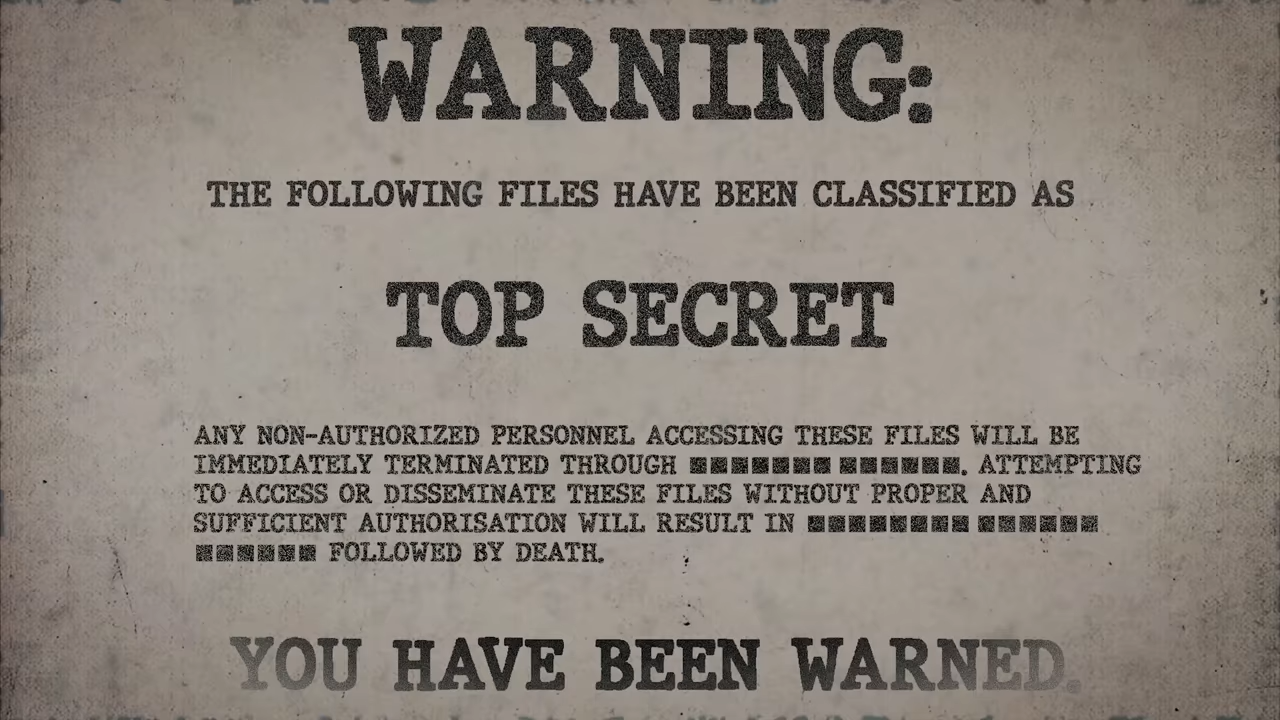 WARNING:
THE FOLLOWING FILES HAVE BEEN CLASSIFIED AS
TOP SECRET
ANY NON-AUTHORIZED PERSONNEL ACCESSING THESE FILES WILL BE
IMMEDIATELY TERMINATED THROUGH ■■■■■■■ ■■■■■■. ATTEMPTING
TO ACCESS OR DISSEMINATE THESE FILES WITHOUT PROPER AND
SUFFICIENT AUTHORISATION WILL RESULT IN ■■■■■■■■ ■■■■■■
■■■■■■ FOLLOWED BY DEATH.
YOU HAVE BEEN WARNED.